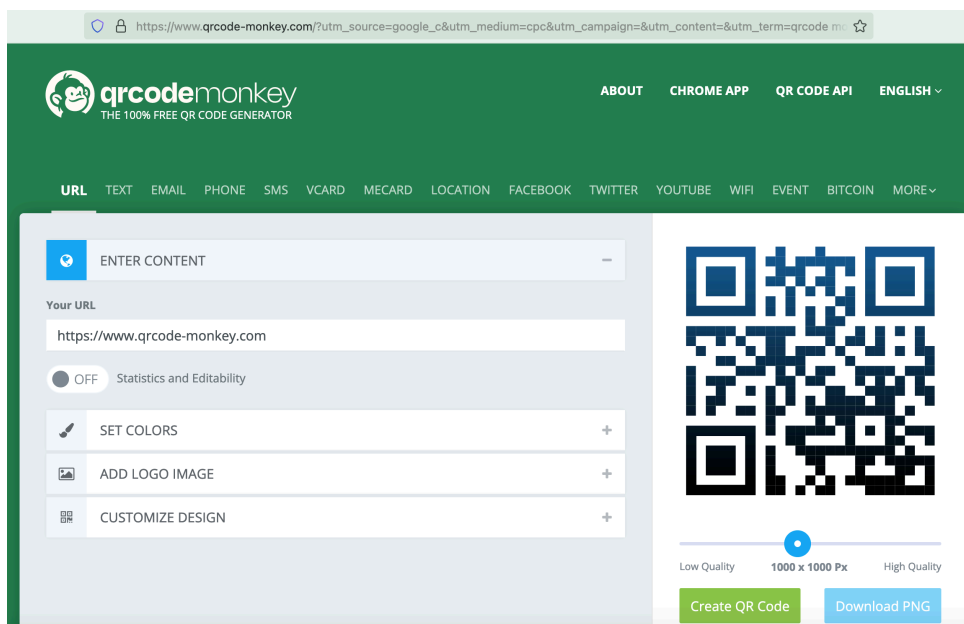 https://www.qrcode-monkey.com/?utm_source=google_c&utm_medium=cpc&utm_campaign=&utm_content=&utm_term=qrcode
qrcodemonkey
THE 100% FREE QR CODE GENERATOR
ABOUT CHROME APP QR CODE API ENGLISH
URL TEXT EMAIL PHONE SMS VCARD MECARD LOCATION FACEBOOK TWITTER YOUTUBE WIFI EVENT BITCOIN MORE
ENTER CONTENT
Your URL
https://www.qrcode-monkey.com
OFF Statistics and Editability
SET COLORS
ADD LOGO IMAGE
CUSTOMIZE DESIGN
Low Quality 1000 x 1000 Px High Quality
Create QR Code Download PNG